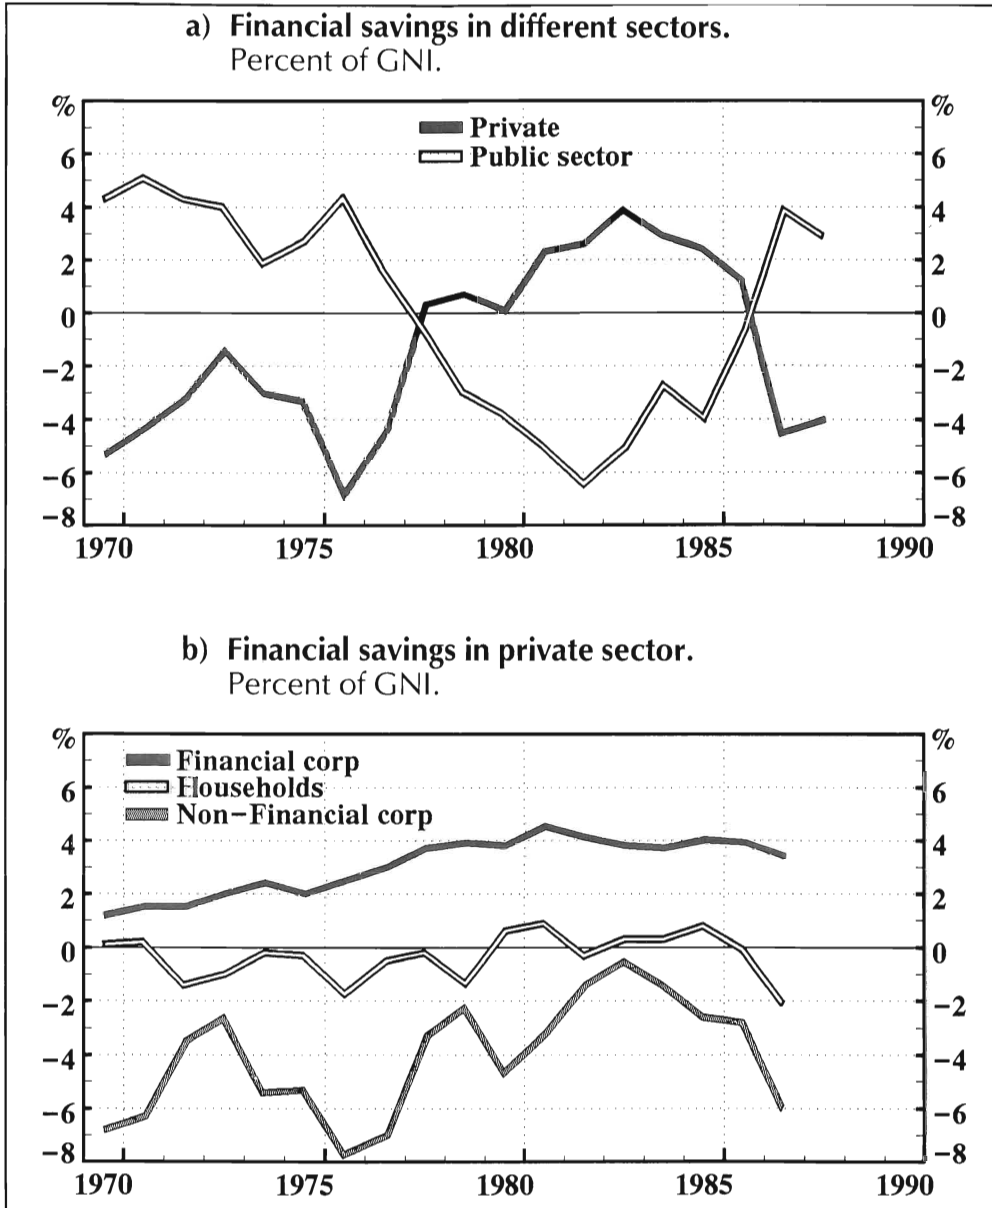 a) Financial savings in different sectors.
Percent of GNI.
% %
Private
Public sector
6 6
4 4
2 2
0 0
−2 −2
−4 −4
−6 −6
−8 −8
1970 1975 1980 1985 1990
b) Financial savings in private sector.
Percent of GNI.
% %
Financial corp
Households
Non−Financial corp
6 6
4 4
2 2
0 0
−2 −2
−4 −4
−6 −6
−8 −8
1970 1975 1980 1985 1990